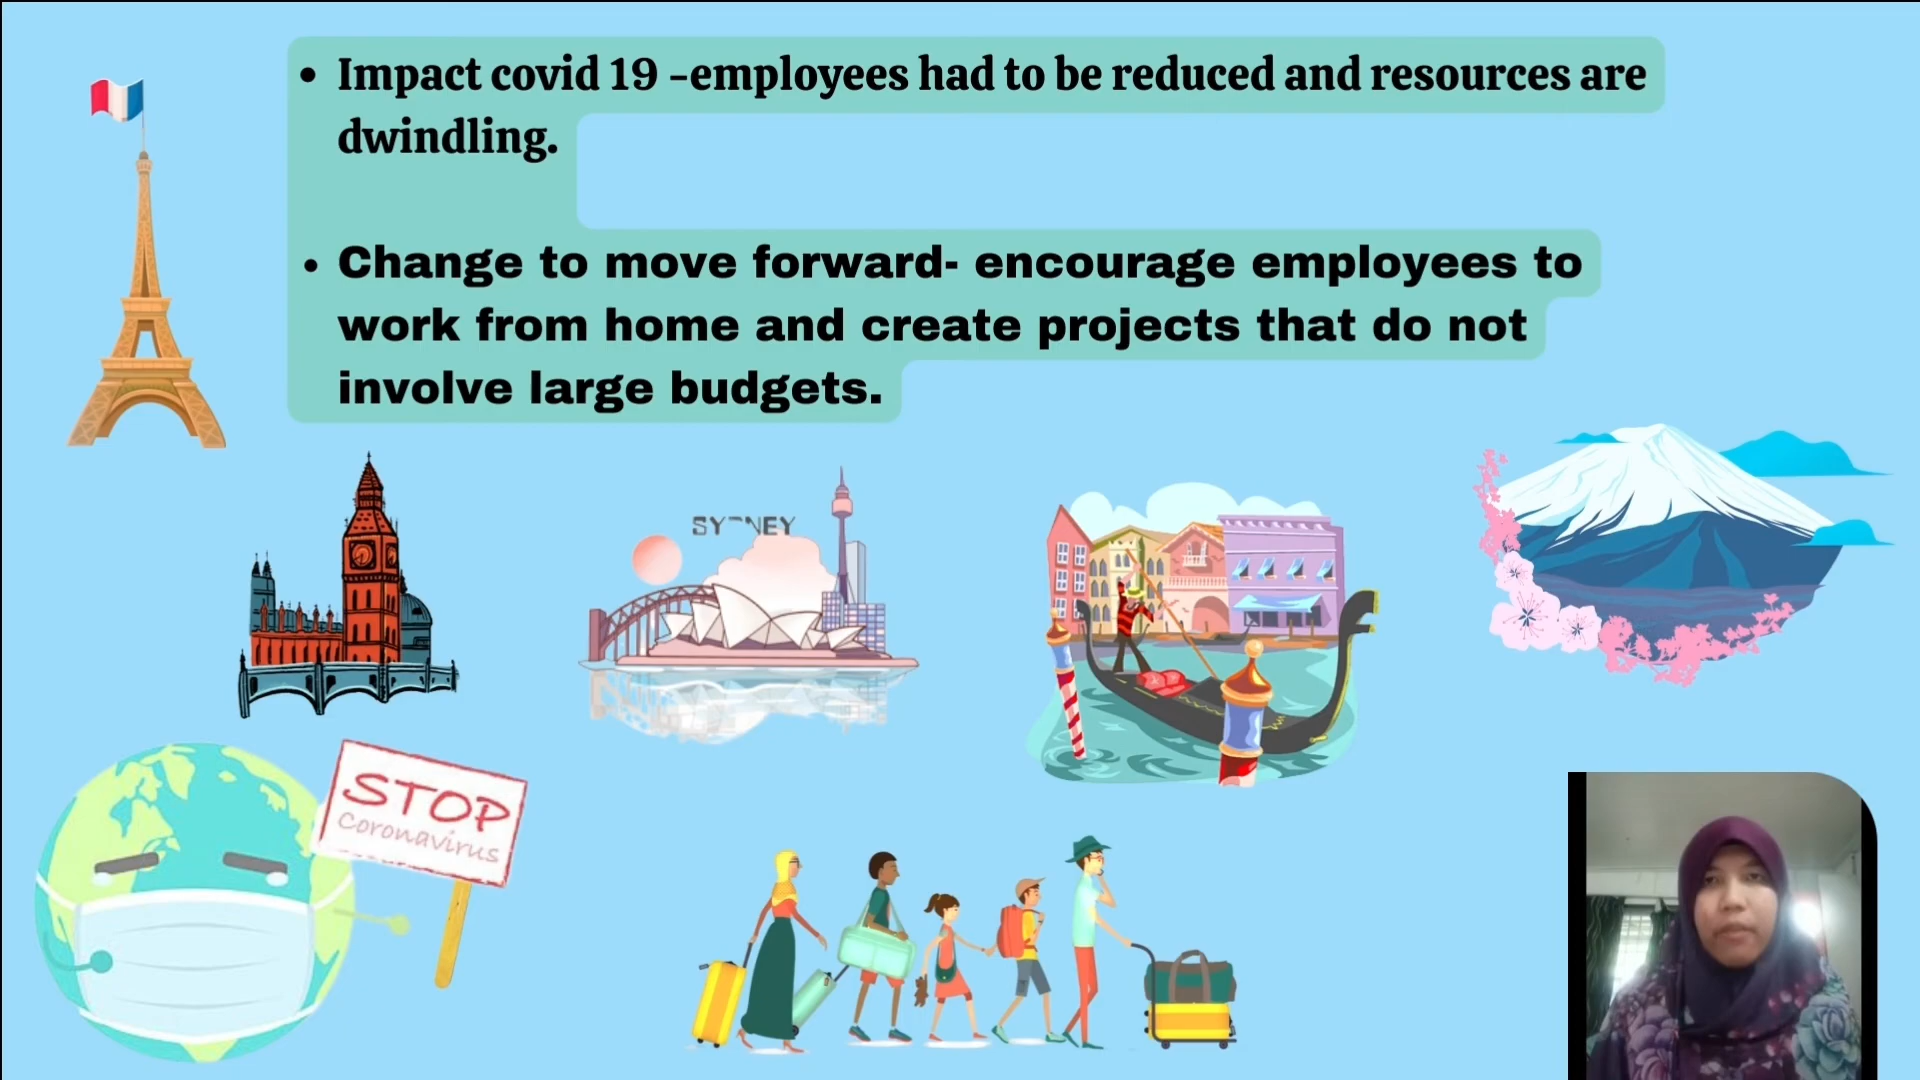 • Impact covid 19 -employees had to be reduced and resources are
dwindling.
• Change to move forward- encourage employees to
work from home and create projects that do not
involve large budgets.
SYDNEY
STOP
Coronavirus